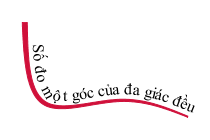 Số đo một góc của đa giác đều